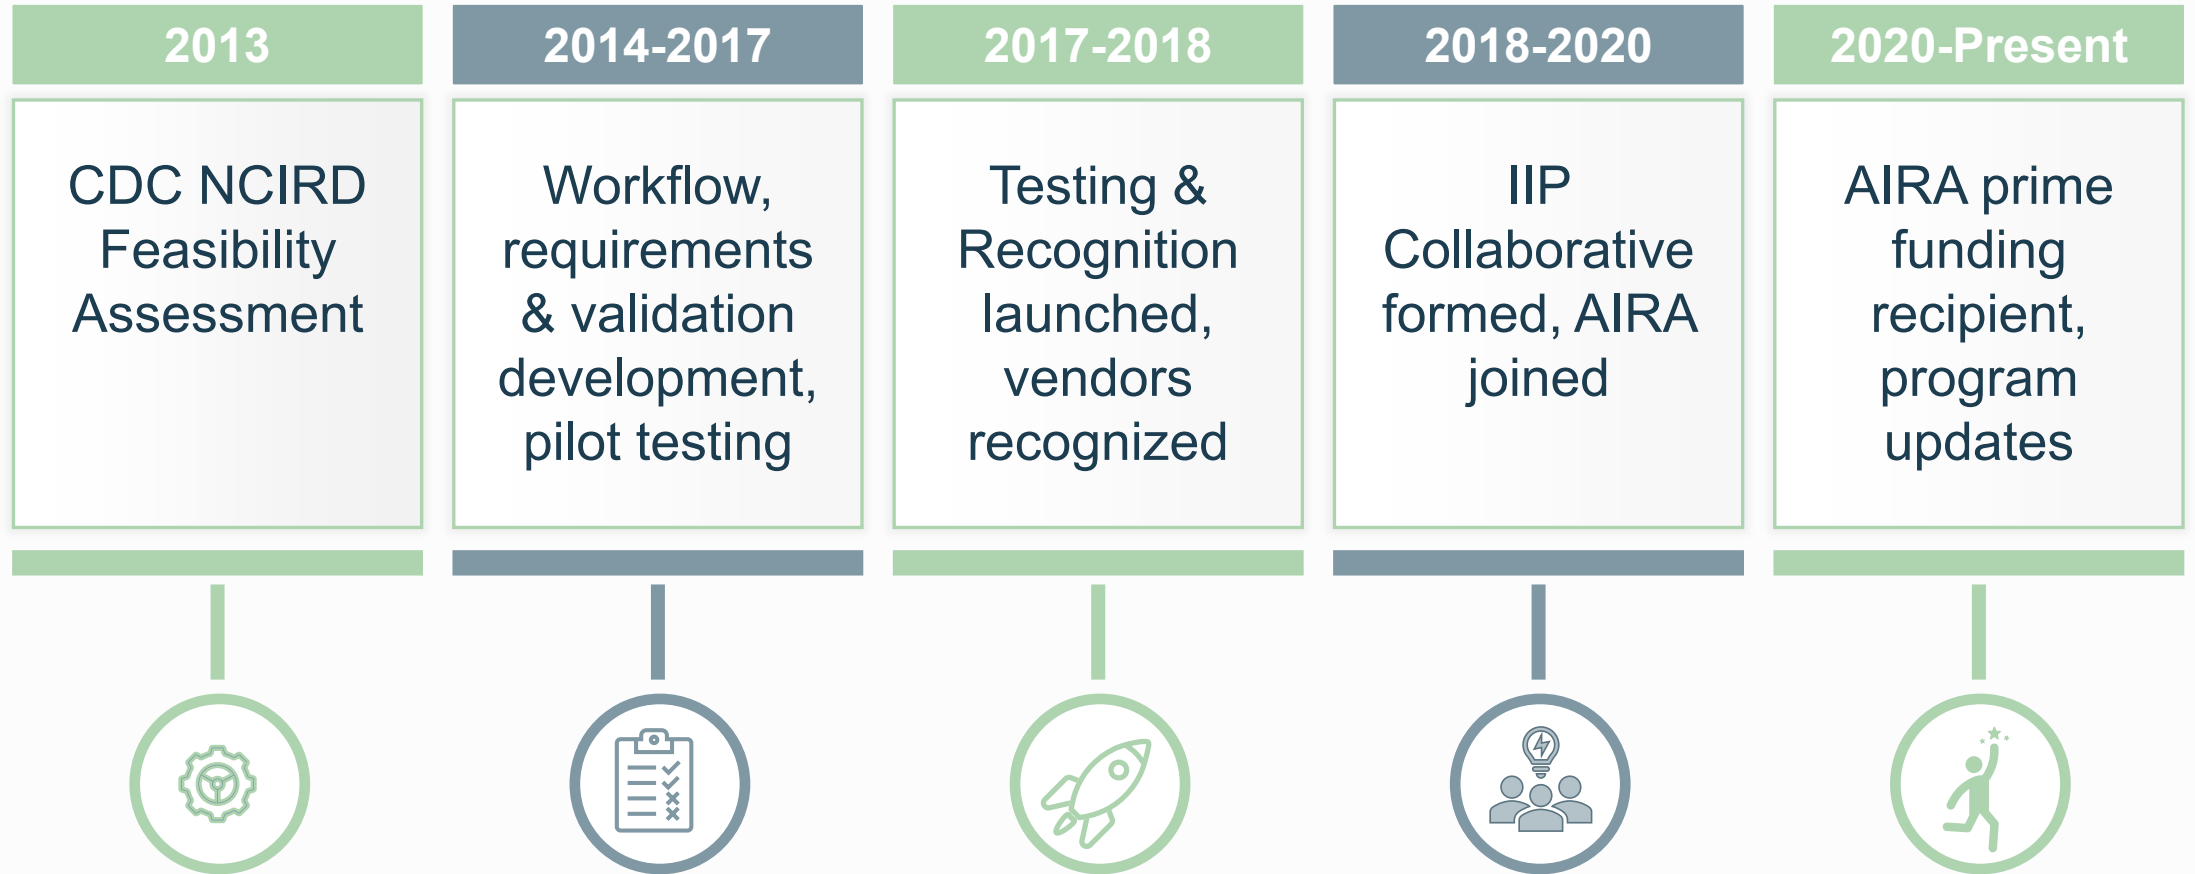 2013
CDC NCIRD
Feasibility
Assessment
2014-2017
Workflow,
requirements
& validation
development,
pilot testing
2017-2018
Testing &
Recognition
launched,
vendors
recognized
2018-2020
IIP
Collaborative
formed, AIRA
joined
2020-Present
AIRA prime
funding
recipient,
program
updates